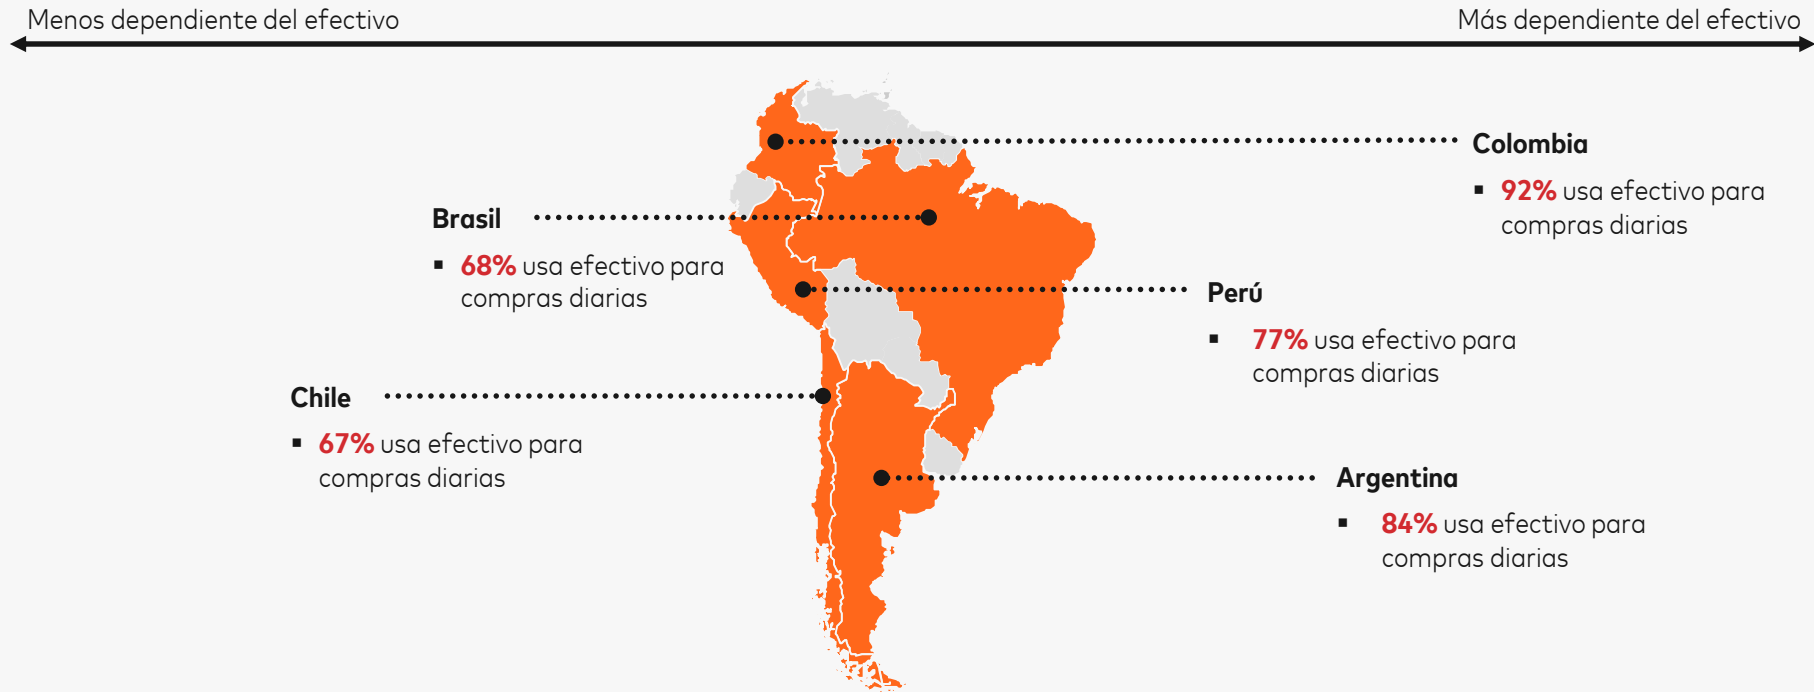 Menos dependiente del efectivo
Más dependiente del efectivo
Colombia
▪ 92% usa efectivo para
compras diarias
Brasil
▪ 68% usa efectivo para
compras diarias
Perú
▪ 77% usa efectivo para
compras diarias
Chile
▪ 67% usa efectivo para
compras diarias
Argentina
▪ 84% usa efectivo para
compras diarias